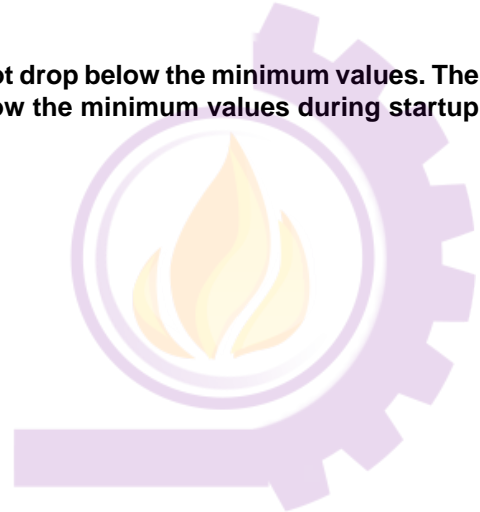 ot drop below the minimum values. The
ow the minimum values during startup